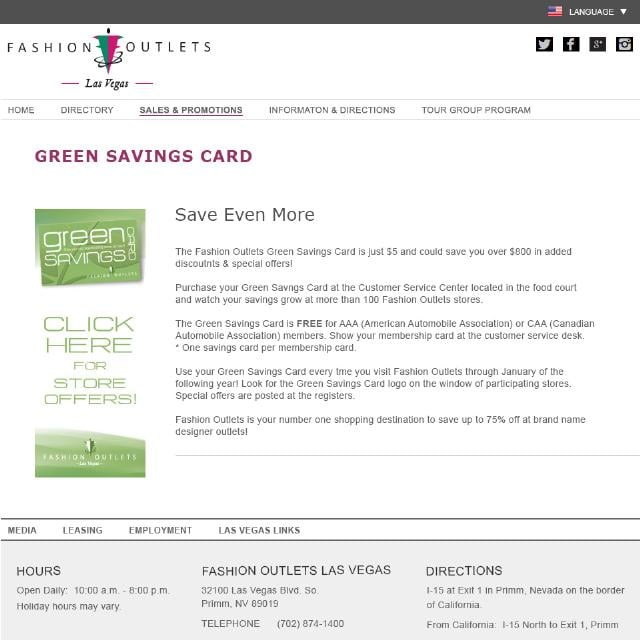 LANGUAGE ▼
FASHION OUTLETS
Las Vegas
HOME DIRECTORY SALES & PROMOTIONS INFORMATON & DIRECTIONS TOUR GROUP PROGRAM
GREEN SAVINGS CARD
green
SAVINGS
CARD
FASHION OUTLETS
CLICK
HERE
FOR
STORE
OFFERS!
FASHION OUTLETS
Las Vegas
Save Even More
The Fashion Outlets Green Savings Card is just $5 and could save you over $800 in added
discoutnts & special offers!
Purchase your Green Savngs Card at the Customer Service Center located in the food court
and watch your savings grow at more than 100 Fashion Outlets stores.
The Green Savings Card is FREE for AAA (American Automobile Association) or CAA (Canadian
Automobile Association) members. Show your membership card at the customer service desk.
* One savings card per membership card.
Use your Green Savings Card every tme you visit Fashion Outlets through January of the
following year! Look for the Green Savings Card logo on the window of participating stores.
Special offers are posted at the registers.
Fashion Outlets is your number one shopping destination to save up to 75% off at brand name
designer outlets!
MEDIA LEASING EMPLOYMENT LAS VEGAS LINKS
HOURS
Open Daily: 10:00 a.m. - 8:00 p.m.
Holiday hours may vary.
FASHION OUTLETS LAS VEGAS
32100 Las Vegas Blvd. So.
Primm, NV 89019
TELEPHONE (702) 874-1400
DIRECTIONS
I-15 at Exit 1 in Primm, Nevada on the border
of California.
From California: I-15 North to Exit 1, Primm